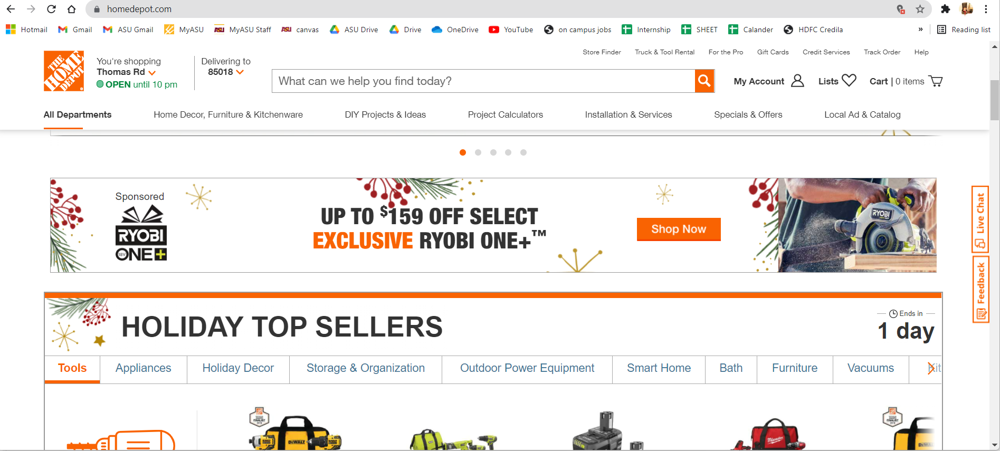 homedepot.com
Hotmail Gmail ASU Gmail MyASU MyASU Staff canvas ASU Drive Drive OneDrive YouTube on campus jobs Internship SHEET Calander HDFC Credila » Reading list
Store Finder Truck & Tool Rental For the Pro Gift Cards Credit Services Track Order Help
THE HOME DEPOT
You're shopping
Thomas Rd
OPEN until 10 pm
Delivering to
85018
What can we help you find today?
My Account Lists Cart | 0 items
All Departments Home Decor, Furniture & Kitchenware DIY Projects & Ideas Project Calculators Installation & Services Specials & Offers Local Ad & Catalog
Sponsored
RYOBI
18V ONE+
UP TO $159 OFF SELECT
EXCLUSIVE RYOBI ONE+™
Shop Now
RYOBI
Live Chat
Feedback
HOLIDAY TOP SELLERS
Ends in
1 day
Tools Appliances Holiday Decor Storage & Organization Outdoor Power Equipment Smart Home Bath Furniture Vacuums Kit
FINALIST
DEWALT
Milwaukee
FINALIST